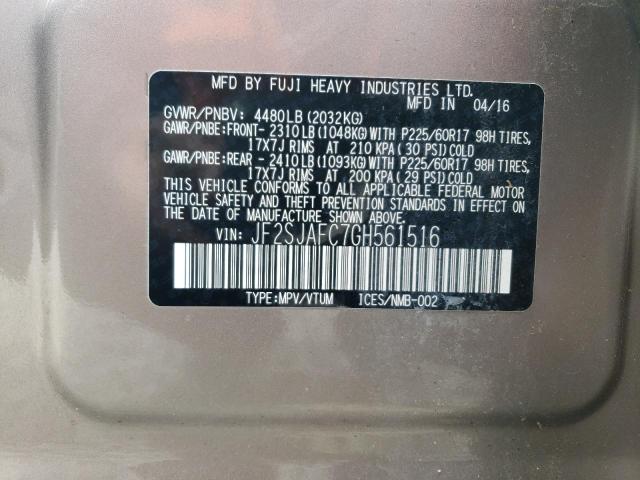 MFD BY FUJI HEAVY INDUSTRIES LTD.
MFD IN 04/16
GVWR/PNBV: 4480LB (2032KG)
GAWR/PNBE:FRONT- 2310LB(1048KG)WITH P225/60R17 98H TIRES,
17X7J RIMS AT 210 KPA ( 30 PSI)COLD
GAWR/PNBE:REAR - 2410LB(1093KG)WITH P225/60R17 98H TIRES,
17X7J RIMS AT 200 KPA ( 29 PSI)COLD
THIS VEHICLE CONFORMS TO ALL APPLICABLE FEDERAL MOTOR
VEHICLE SAFETY AND THEFT PREVENTION STANDARDS IN EFFECT
ON THE DATE OF MANUFACTURE SHOWN ABOVE.
VIN: JF2SJAFC7GH561516
TYPE:MPV/VTUM ICES/NMB-002